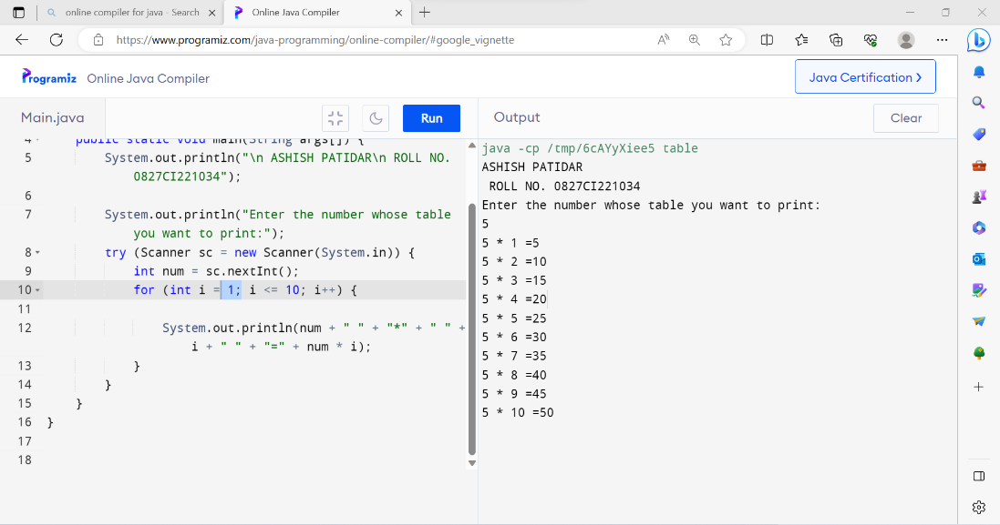 online compiler for java - Search
Online Java Compiler
https://www.programiz.com/java-programming/online-compiler/#google_vignette
Programiz Online Java Compiler
Java Certification
Main.java
Run
Output
Clear
4 public static void main(String args[]) {
5 System.out.println("\n ASHISH PATIDAR\n ROLL NO.
0827CI221034");
6
7 System.out.println("Enter the number whose table
you want to print:");
8 try (Scanner sc = new Scanner(System.in)) {
9 int num = sc.nextInt();
10 for (int i = 1; i <= 10; i++) {
11
12 System.out.println(num + " " + "*" + " " +
i + " " + "=" + num * i);
13 }
14 }
15 }
16 }
17
18
java -cp /tmp/6cAYyXiee5 table
ASHISH PATIDAR
ROLL NO. 0827CI221034
Enter the number whose table you want to print:
5
5 * 1 =5
5 * 2 =10
5 * 3 =15
5 * 4 =20
5 * 5 =25
5 * 6 =30
5 * 7 =35
5 * 8 =40
5 * 9 =45
5 * 10 =50